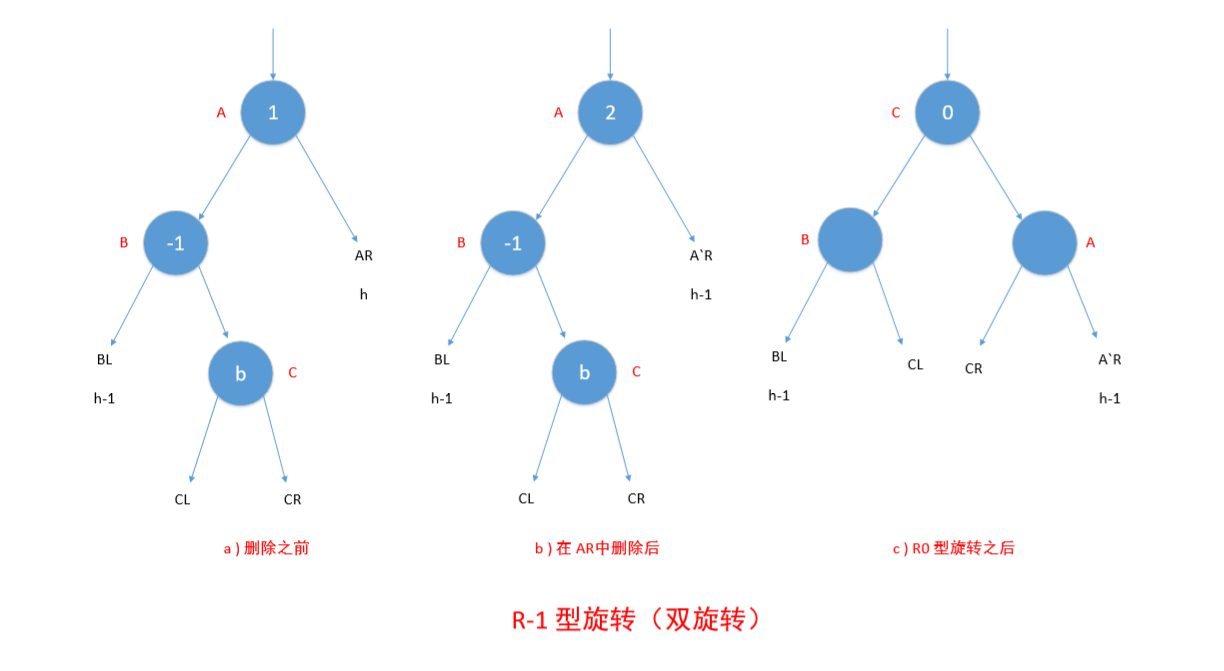 A 1
A 2
C 0
B -1
AR
h
B -1
A`R
h-1
B
A
BL
h-1
b C
BL
h-1
b C
BL
h-1
CL
CR
A`R
h-1
CL
CR
CL
CR
a ) 删除之前
b ) 在 AR中删除后
c ) R0 型旋转之后
R-1 型旋转（双旋转）